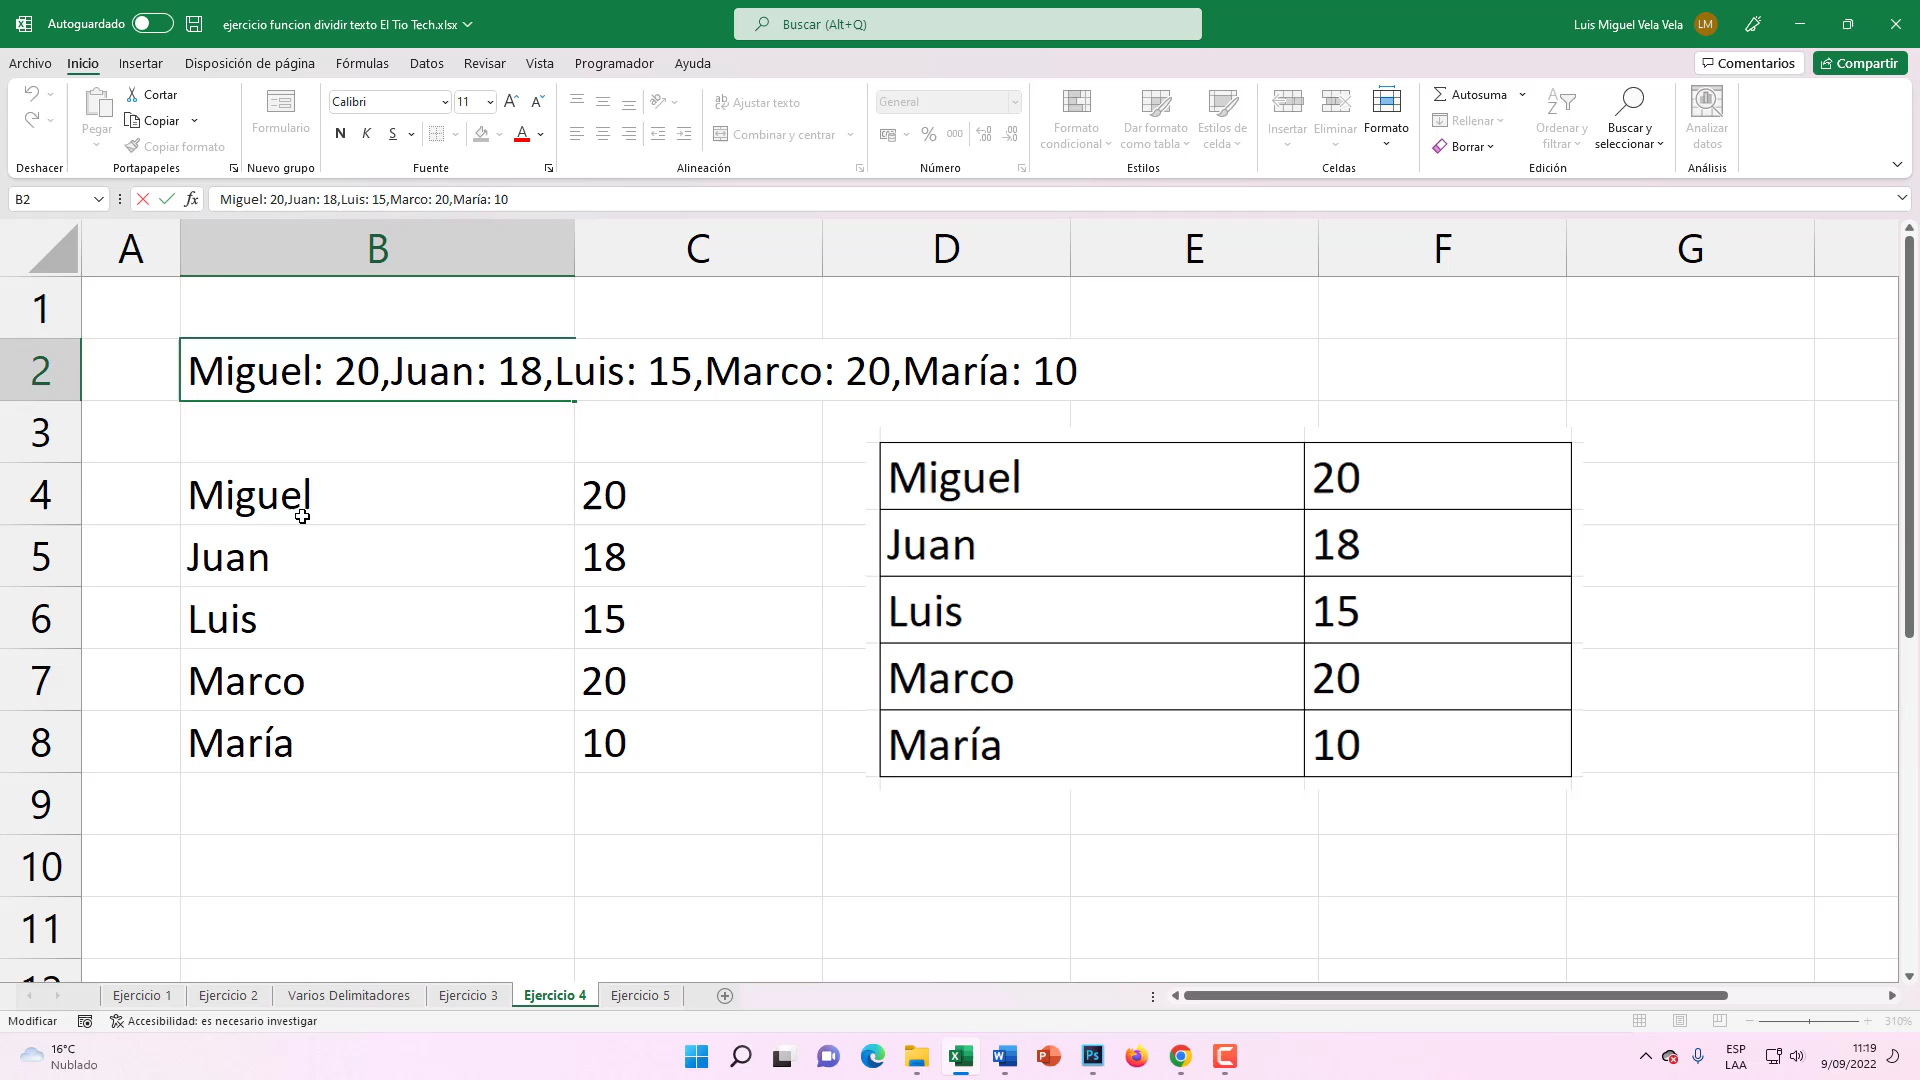 Autoguardado
ejercicio funcion dividir texto El Tio Tech.xlsx
Buscar (Alt+Q)
Luis Miguel Vela Vela
LM
Archivo Inicio Insertar Disposición de página Fórmulas Datos Revisar Vista Programador Ayuda
Comentarios
Compartir
Pegar
Cortar
Copiar
Copiar formato
Formulario
Calibri
11
N K S
Ajustar texto
Combinar y centrar
General
% 000
Formato condicional
Dar formato como tabla
Estilos de celda
Insertar
Eliminar
Formato
Autosuma
Rellenar
Borrar
Ordenar y filtrar
Buscar y seleccionar
Analizar datos
Deshacer Portapapeles Nuevo grupo Fuente Alineación Número Estilos Celdas Edición Análisis
B2
fx
Miguel: 20,Juan: 18,Luis: 15,Marco: 20,María: 10
A B C D E F G
1
2 Miguel: 20,Juan: 18,Luis: 15,Marco: 20,María: 10
3
4 Miguel 20
5 Juan 18
6 Luis 15
7 Marco 20
8 María 10
9
10
11
12
Miguel 20
Juan 18
Luis 15
Marco 20
María 10
Ejercicio 1 Ejercicio 2 Varios Delimitadores Ejercicio 3 Ejercicio 4 Ejercicio 5
Modificar
Accesibilidad: es necesario investigar
310%
16°C
Nublado
ESP
LAA
11:19
9/09/2022